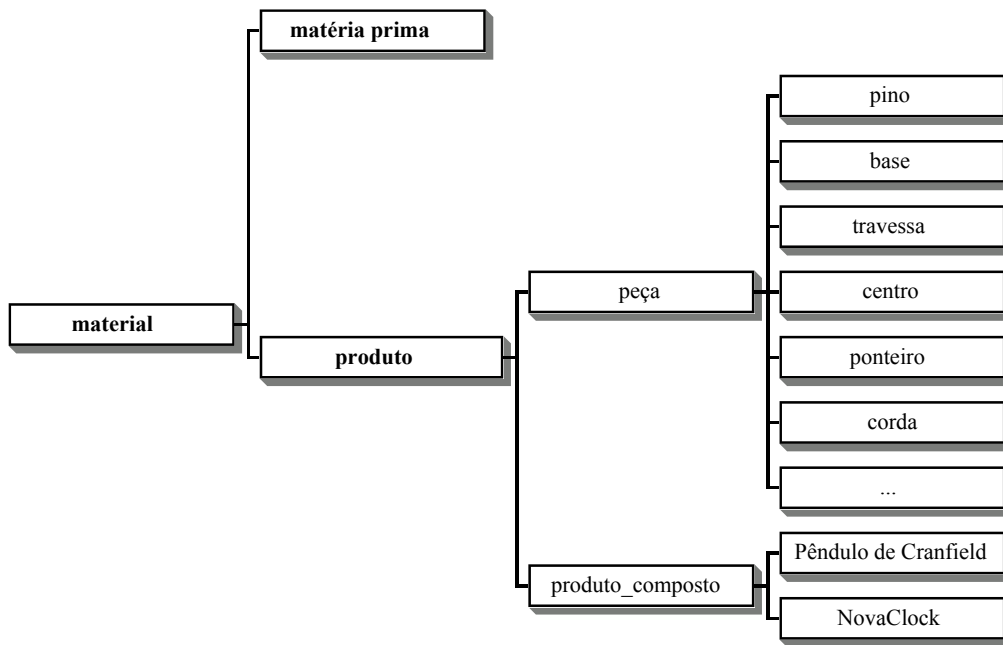 matéria prima
pino
base
travessa
peça
centro
material
produto
ponteiro
corda
...
Pêndulo de Cranfield
produto_composto
NovaClock